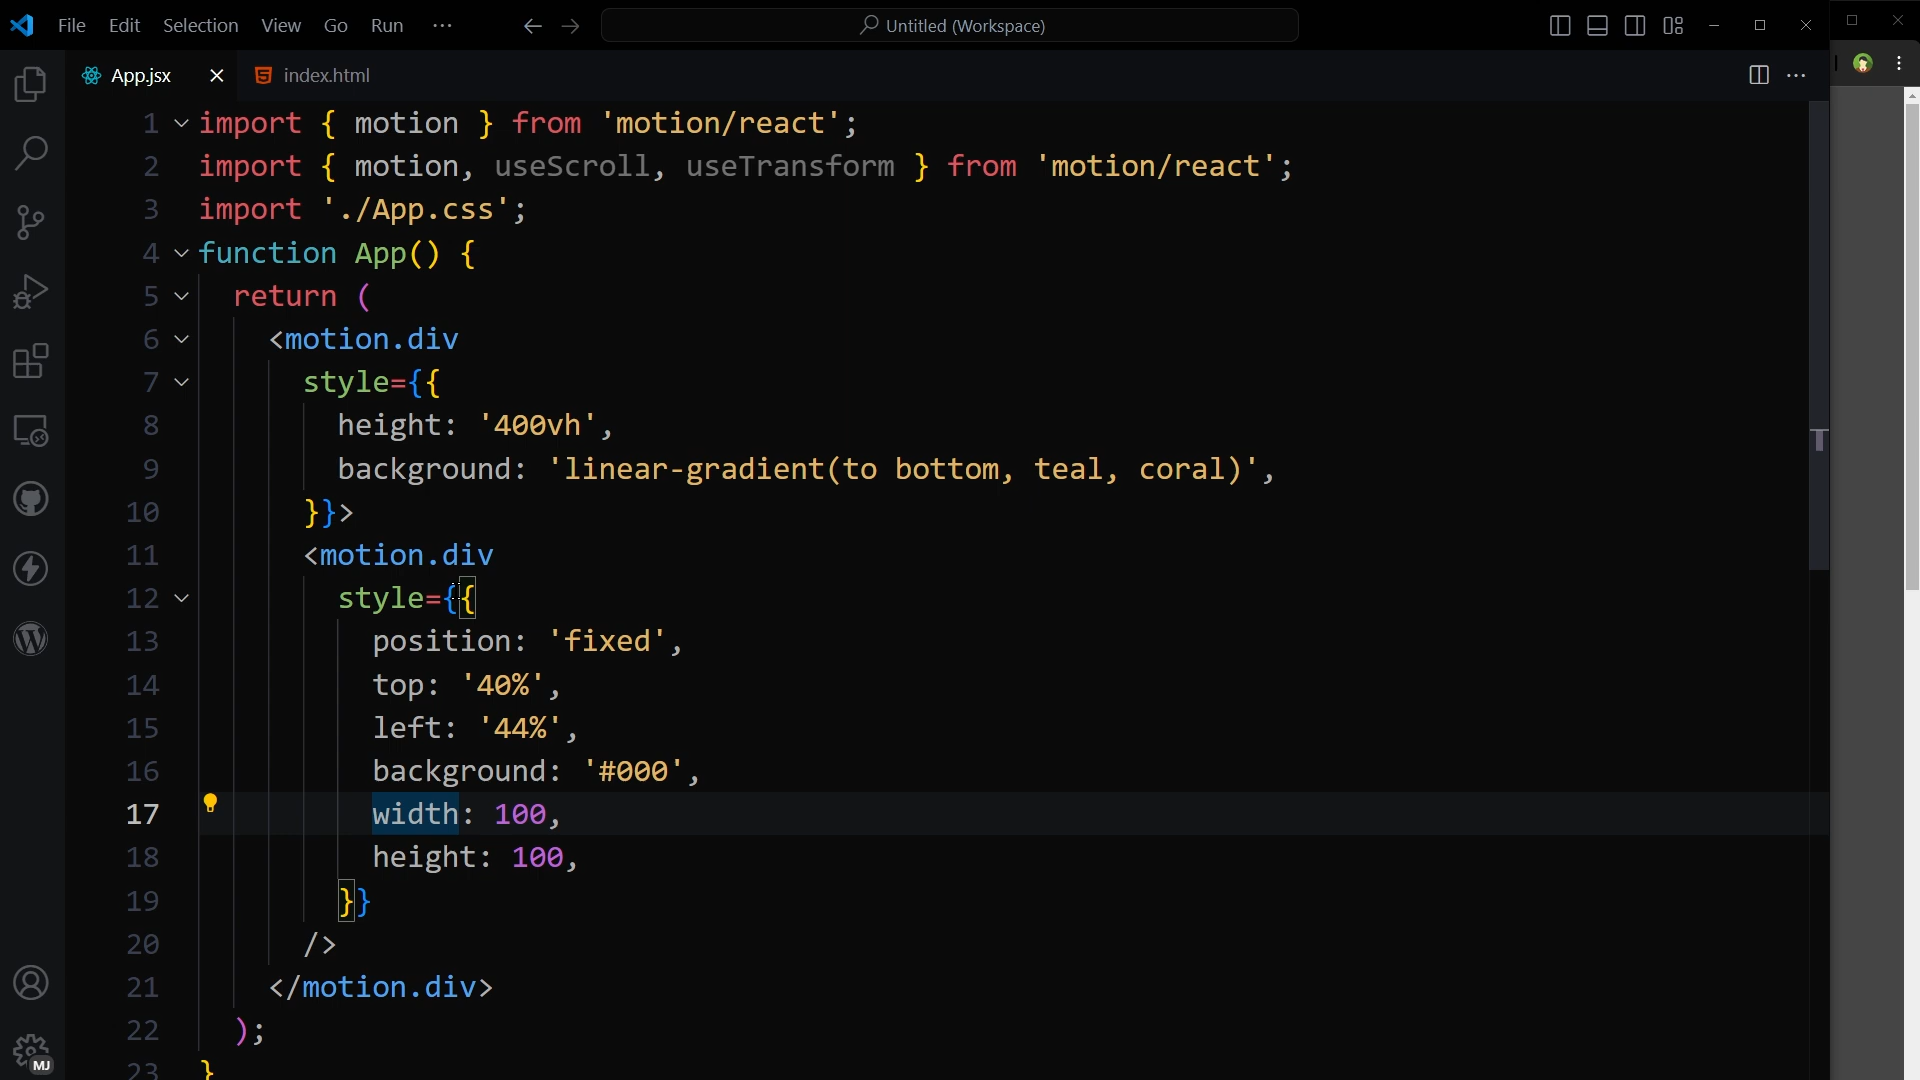 File Edit Selection View Go Run ··· Untitled (Workspace)
App.jsx index.html
1 import { motion } from 'motion/react';
2 import { motion, useScroll, useTransform } from 'motion/react';
3 import './App.css';
4 function App() {
5 return (
6 <motion.div
7 style={{
8 height: '400vh',
9 background: 'linear-gradient(to bottom, teal, coral)',
10 }}>
11 <motion.div
12 style={{
13 position: 'fixed',
14 top: '40%',
15 left: '44%',
16 background: '#000',
17 width: 100,
18 height: 100,
19 }}
20 />
21 </motion.div>
22 );
23 }
MJ